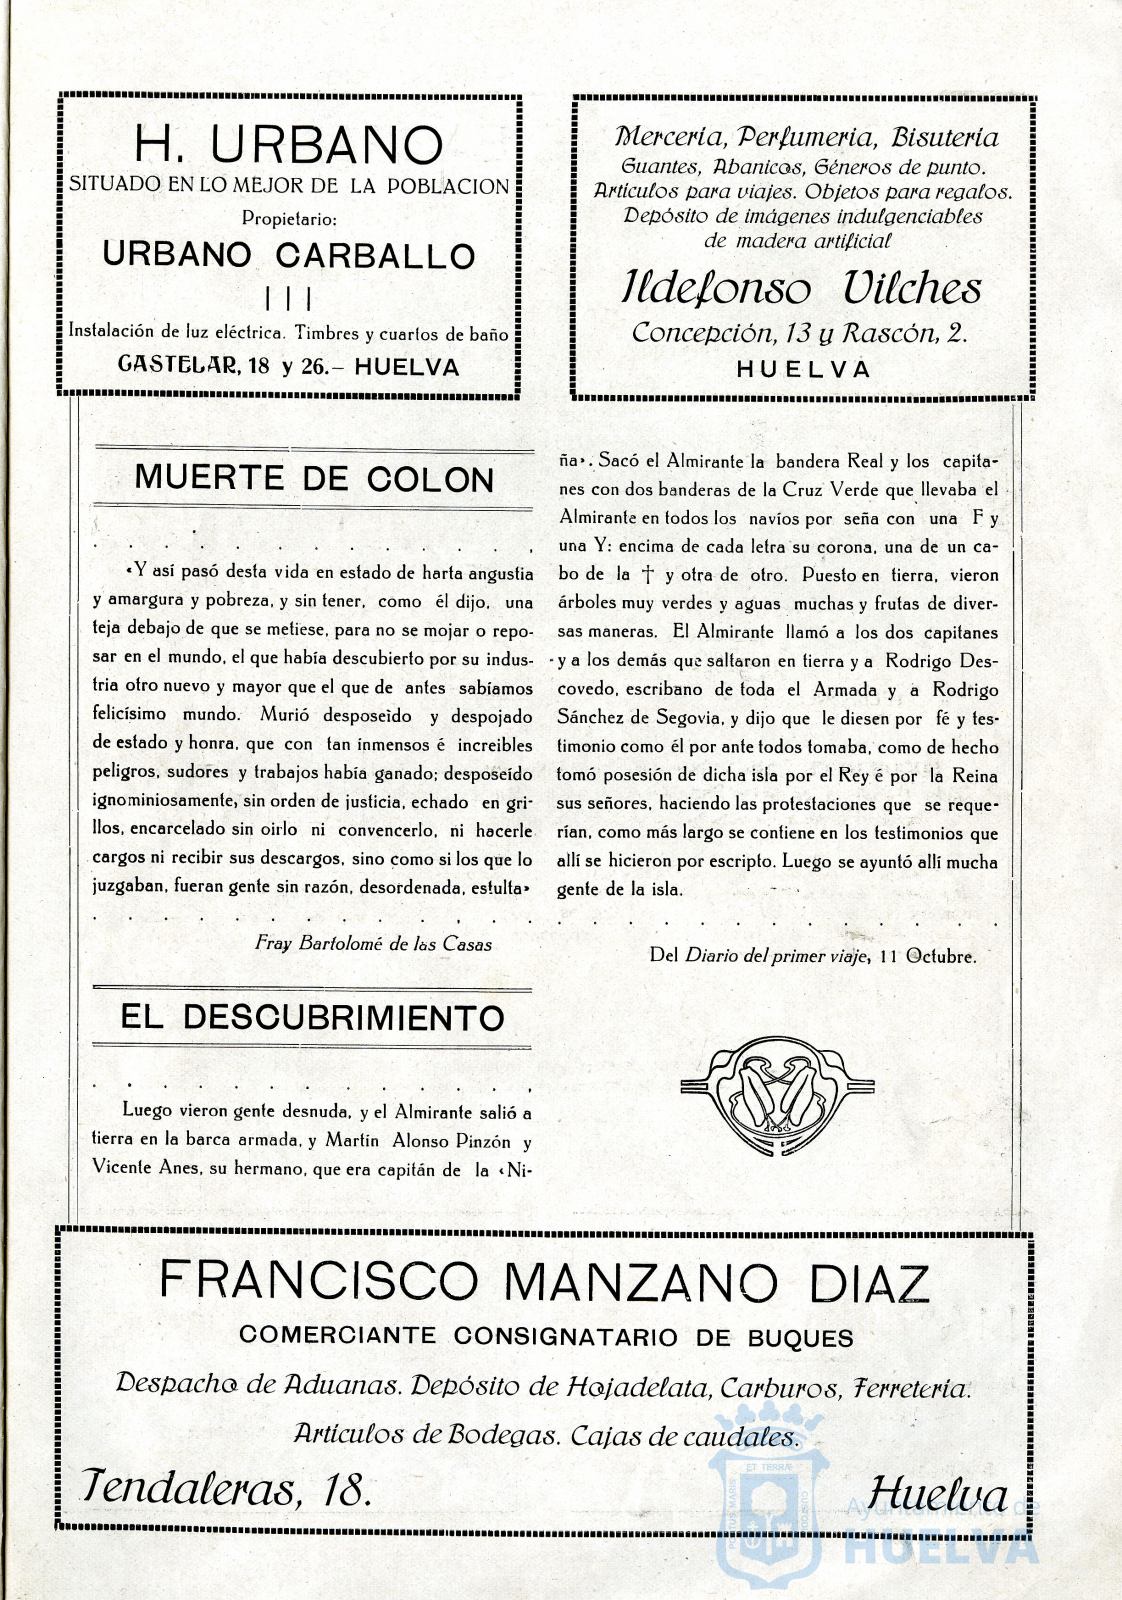 H. URBANO
SITUADO EN LO MEJOR DE LA POBLACION
Propietario:
URBANO CARBALLO
Instalación de luz eléctrica. Timbres y cuartos de baño
CASTELAR, 18 y 26.– HUELVA
Mercería, Perfumería, Bisutería
Guantes, Abanicos, Géneros de punto.
Artículos para viajes. Objetos para regalos.
Depósito de imágenes indulgenciables
de madera artificial
Ildefonso Vilches
Concepción, 13 y Rascón, 2.
HUELVA
MUERTE DE COLON
«Y así pasó desta vida en estado de harta angustia
y amargura y pobreza, y sin tener, como él dijo, una
teja debajo de que se metiese, para no se mojar o repo-
sar en el mundo, el que había descubierto por su indus-
tria otro nuevo y mayor que el que de antes sabíamos
felicísimo mundo. Murió desposeìdo y despojado
de estado y honra, que con tan inmensos é increibles
peligros, sudores y trabajos había ganado; desposeído
ignominiosamente, sin orden de justicia, echado en gri-
llos, encarcelado sin oirlo ni convencerlo, ni hacerle
cargos ni recibir sus descargos, sino como si los que lo
juzgaban, fueran gente sin razón, desordenada, estulta»
Fray Bartolomé de las Casas
EL DESCUBRIMIENTO
Luego vieron gente desnuda, y el Almirante salió a
tierra en la barca armada, y Martín Alonso Pinzón y
Vicente Anes, su hermano, que era capitán de la «Ni-
ña». Sacó el Almirante la bandera Real y los capita-
nes con dos banderas de la Cruz Verde que llevaba el
Almirante en todos los navíos por seña con una F y
una Y: encima de cada letra su corona, una de un ca-
bo de la † y otra de otro. Puesto en tierra, vieron
árboles muy verdes y aguas muchas y frutas de diver-
sas maneras. El Almirante llamó a los dos capitanes
y a los demás que saltaron en tierra y a Rodrigo Des-
covedo, escribano de toda el Armada y a Rodrigo
Sánchez de Segovia, y dijo que le diesen por fé y tes-
timonio como él por ante todos tomaba, como de hecho
tomó posesión de dicha isla por el Rey é por la Reina
sus señores, haciendo las protestaciones que se reque-
rían, como más largo se contiene en los testimonios que
allí se hicieron por escripto. Luego se ayuntó allí mucha
gente de la isla.
Del Diario del primer viaje, 11 Octubre.
FRANCISCO MANZANO DIAZ
COMERCIANTE CONSIGNATARIO DE BUQUES
Despacho de Aduanas. Depósito de Hojadelata, Carburos, Ferretería.
Artículos de Bodegas. Cajas de caudales.
Tendaleras, 18.
Huelva
PORTUS MARIS ET TERRÆ CUSTODIA
Ayuntamiento de
HUELVA